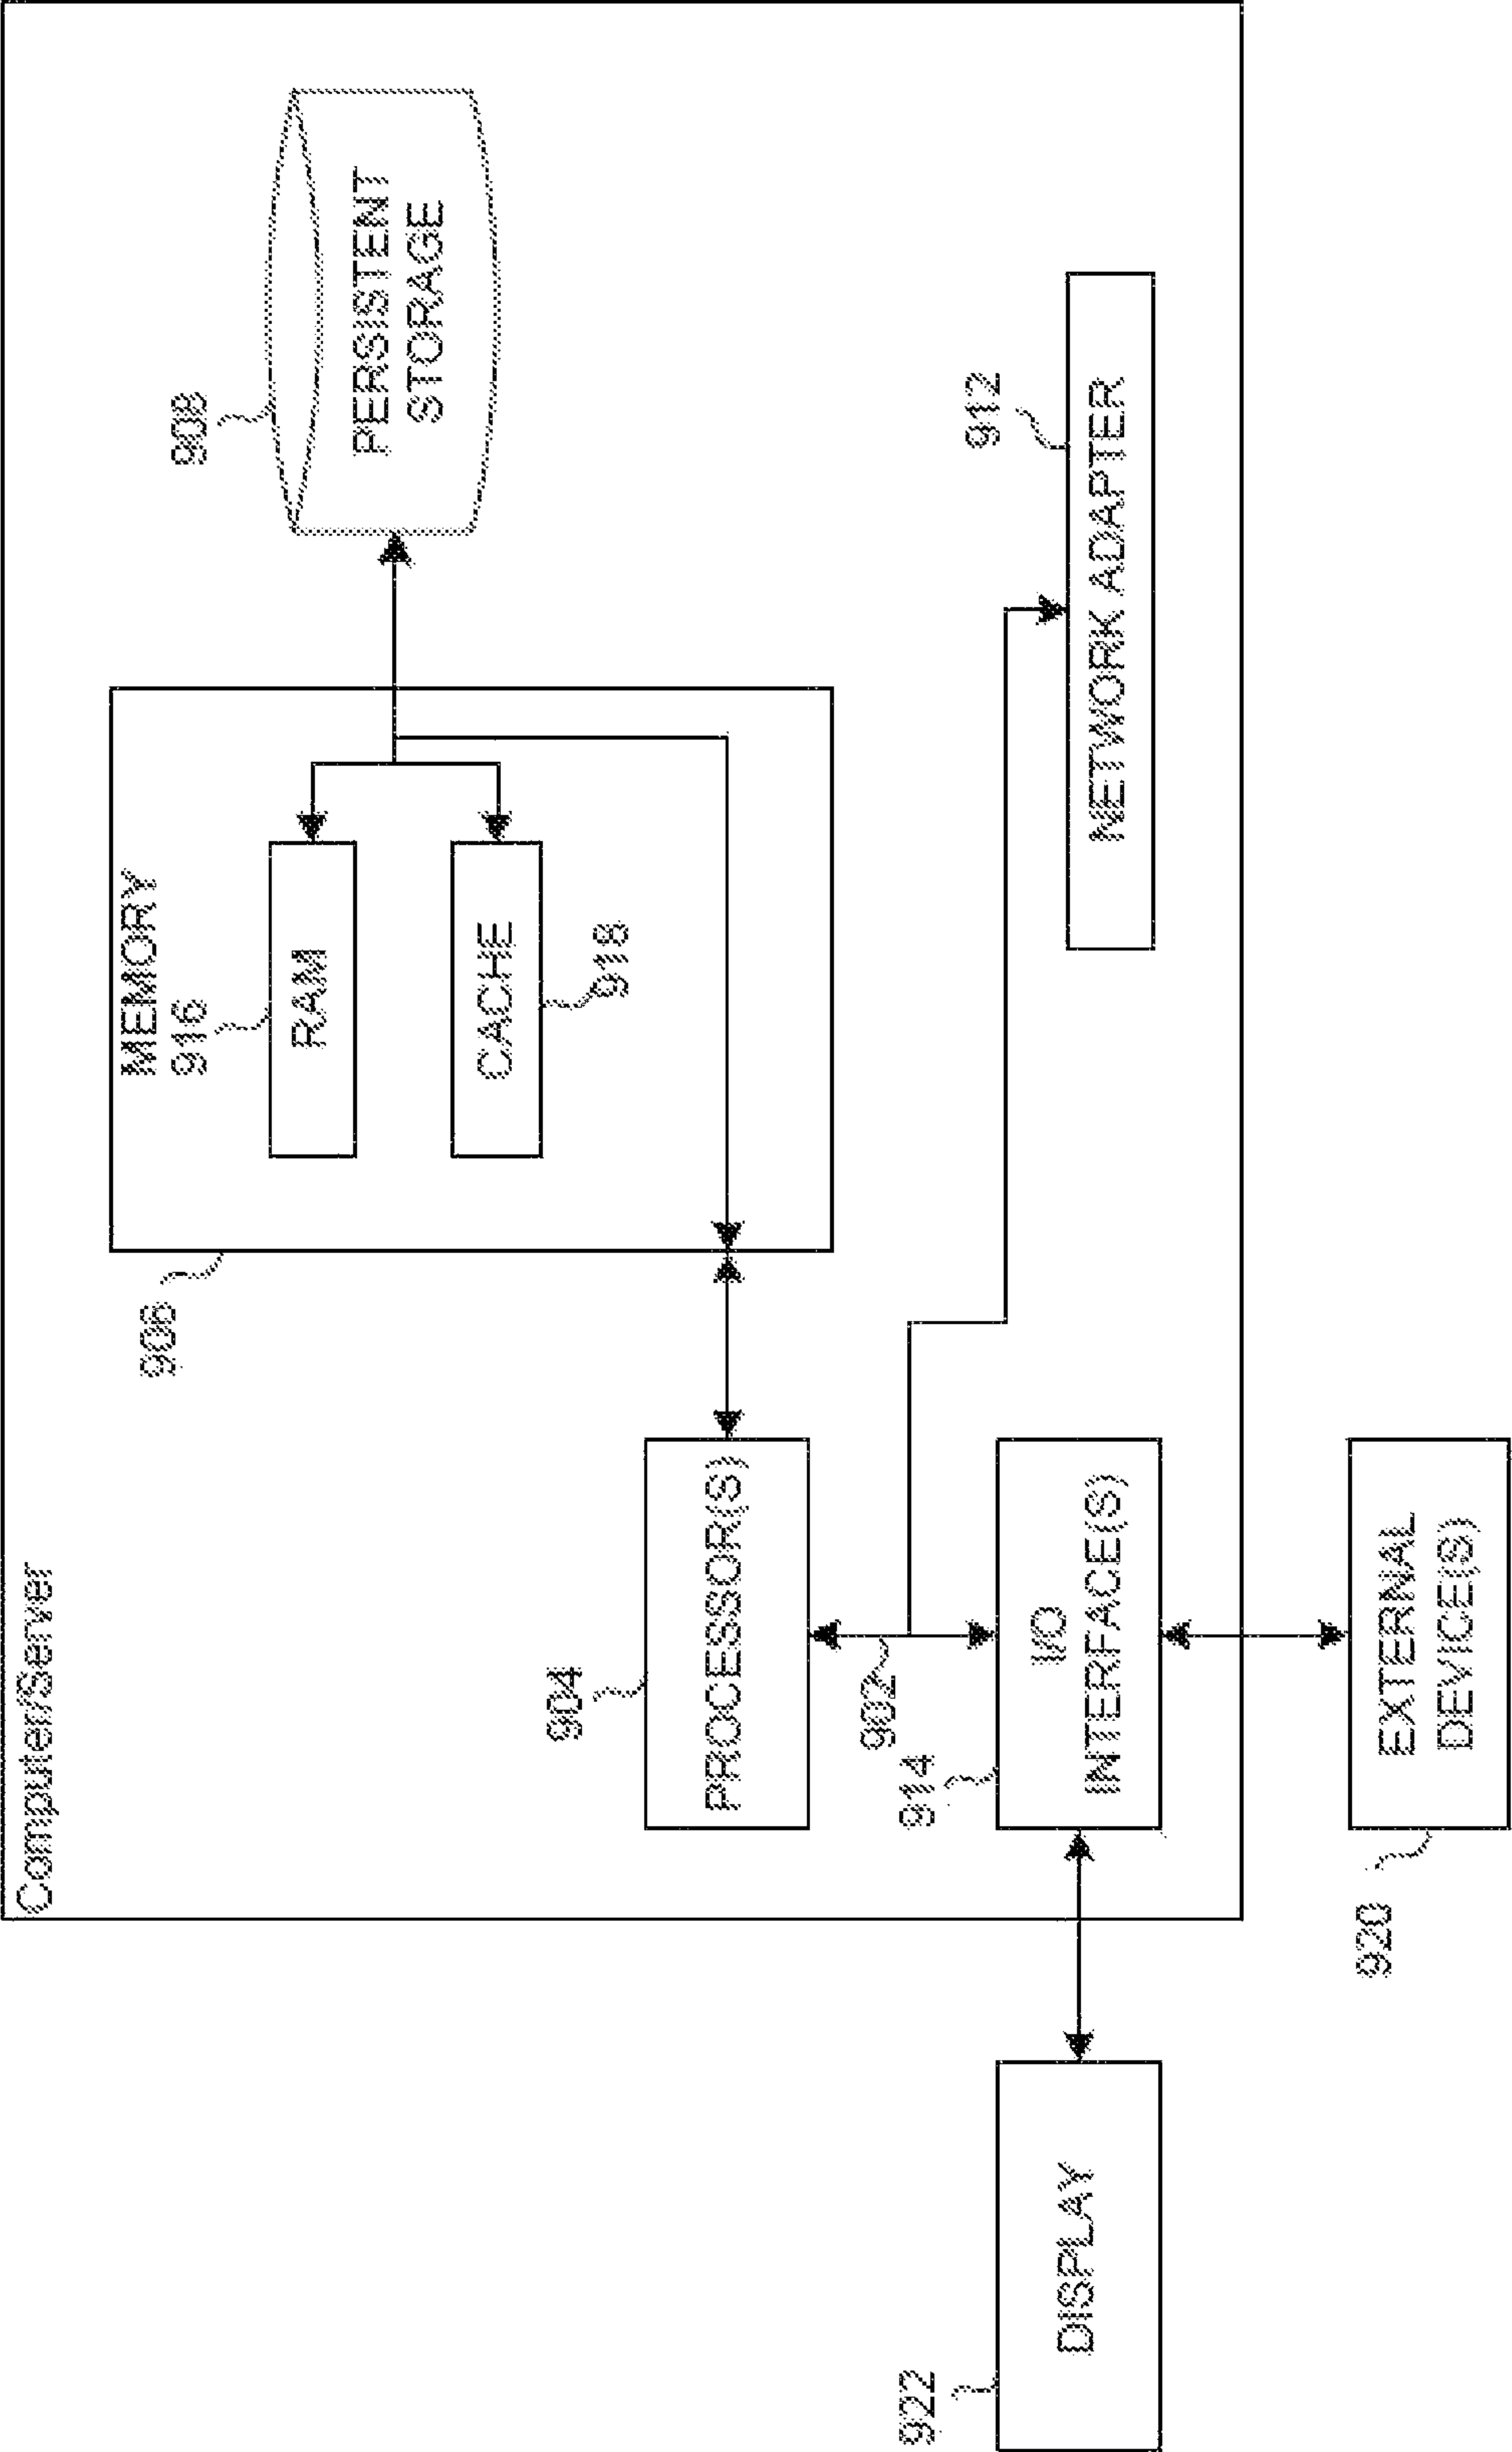 Computer/Server
906
MEMORY
916
RAM
CACHE
918
908
PERSISTENT
STORAGE
904
PROCESSOR(S)
902
914
I/O
INTERFACE(S)
912
NETWORK ADAPTER
922
DISPLAY
920
EXTERNAL
DEVICE(S)